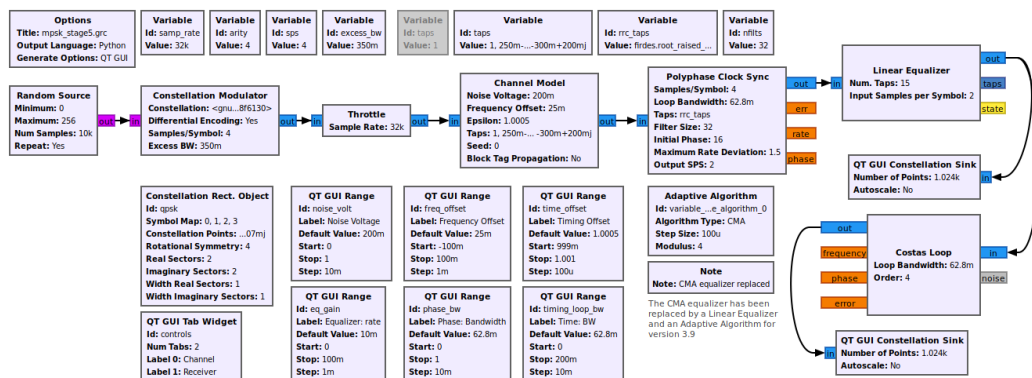 Options
Title: mpsk_stage5.grc
Output Language: Python
Generate Options: QT GUI
Variable
Id: samp_rate
Value: 32k
Variable
Id: arity
Value: 4
Variable
Id: sps
Value: 4
Variable
Id: excess_bw
Value: 350m
Variable
Id: taps
Value: 1
Variable
Id: taps
Value: 1, 250m-...-300m+200mj
Variable
Id: rrc_taps
Value: firdes.root_raised_...
Variable
Id: nfilts
Value: 32
Random Source
Minimum: 0
Maximum: 256
Num Samples: 10k
Repeat: Yes
out
in
Constellation Modulator
Constellation: <gnu...8f6130>
Differential Encoding: Yes
Samples/Symbol: 4
Excess BW: 350m
out
in
Throttle
Sample Rate: 32k
out
in
Channel Model
Noise Voltage: 200m
Frequency Offset: 25m
Epsilon: 1.0005
Taps: 1, 250m-... -300m+200mj
Seed: 0
Block Tag Propagation: No
out
in
Polyphase Clock Sync
Samples/Symbol: 4
Loop Bandwidth: 62.8m
Taps: rrc_taps
Filter Size: 32
Initial Phase: 16
Maximum Rate Deviation: 1.5
Output SPS: 2
out
err
rate
phase
in
Linear Equalizer
Num. Taps: 15
Input Samples per Symbol: 2
out
taps
state
QT GUI Constellation Sink
Number of Points: 1.024k
Autoscale: No
in
Constellation Rect. Object
Id: qpsk
Symbol Map: 0, 1, 2, 3
Constellation Points: ...07mj
Rotational Symmetry: 4
Real Sectors: 2
Imaginary Sectors: 2
Width Real Sectors: 1
Width Imaginary Sectors: 1
QT GUI Range
Id: noise_volt
Label: Noise Voltage
Default Value: 200m
Start: 0
Stop: 1
Step: 10m
QT GUI Range
Id: freq_offset
Label: Frequency Offset
Default Value: 25m
Start: -100m
Stop: 100m
Step: 1m
QT GUI Range
Id: time_offset
Label: Timing Offset
Default Value: 1.0005
Start: 999m
Stop: 1.001
Step: 100u
Adaptive Algorithm
Id: variable_...e_algorithm_0
Algorithm Type: CMA
Step Size: 100u
Modulus: 4
Note
Note: CMA equalizer replaced
The CMA equalizer has been
replaced by a Linear Equalizer
and an Adaptive Algorithm for
version 3.9
out
frequency
phase
error
Costas Loop
Loop Bandwidth: 62.8m
Order: 4
in
noise
QT GUI Tab Widget
Id: controls
Num Tabs: 2
Label 0: Channel
Label 1: Receiver
QT GUI Range
Id: eq_gain
Label: Equalizer: rate
Default Value: 10m
Start: 0
Stop: 100m
Step: 1m
QT GUI Range
Id: phase_bw
Label: Phase: Bandwidth
Default Value: 62.8m
Start: 0
Stop: 1
Step: 10m
QT GUI Range
Id: timing_loop_bw
Label: Time: BW
Default Value: 62.8m
Start: 0
Stop: 200m
Step: 10m
in
QT GUI Constellation Sink
Number of Points: 1.024k
Autoscale: No